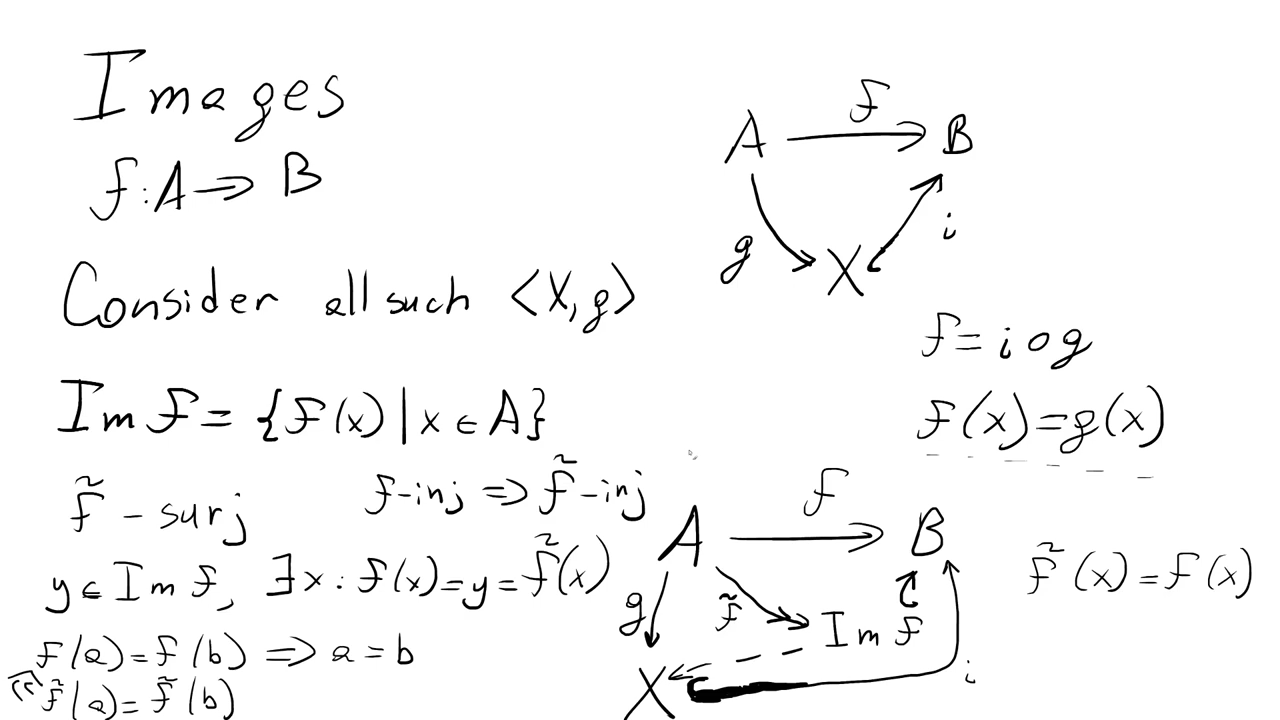 Images
f: A → B
Consider all such ⟨X, g⟩
Im f = {f(x) | x ∈ A}
f̃ - surj
f-inj ⇒ f̃-inj
y ∈ Im f, ∃x : f(x) = y = f̃(x)
f(a) = f(b) ⇒ a = b
f̃(a) = f̃(b)
f
A → B
g
i
X
f = i ∘ g
f(x) = g(x)
f
A → B
f̃(x) = f(x)
g
f̃
Im f
X
i